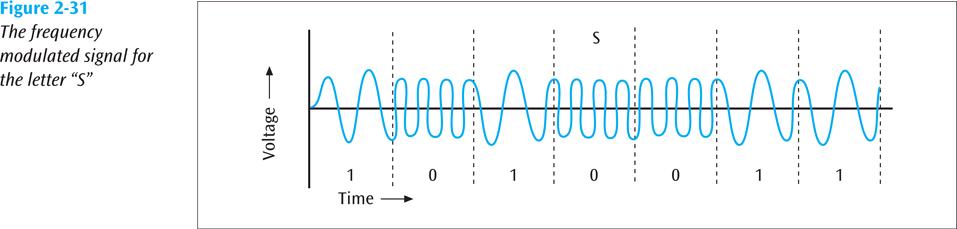 Figure 2-31
The frequency
modulated signal for
the letter “S”
S
Voltage
1 0 1 0 0 1 1
Time